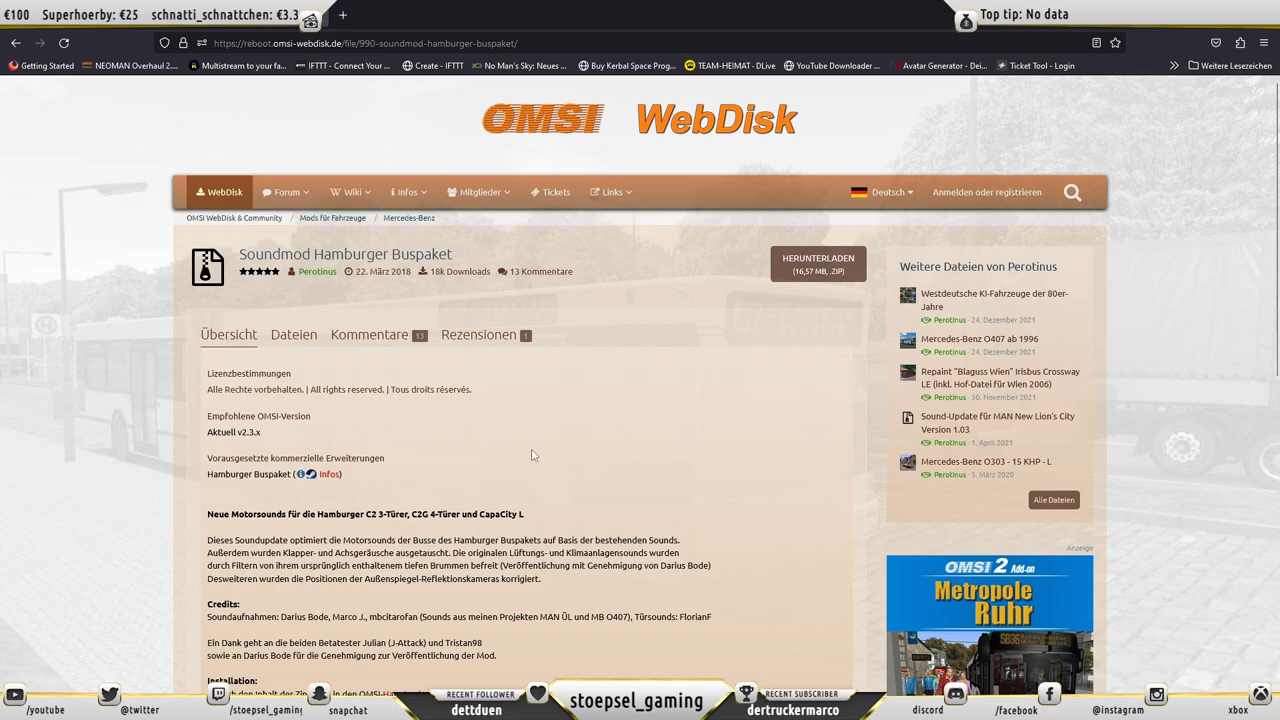 €100 Superhoerby: €25 schnatti_schnattchen: €3.3
Top tip: No data
https://reboot.omsi-webdisk.de/file/990-soundmod-hamburger-buspaket/
Getting Started NEOMAN Overhaul 2.... Multistream to your fa... IFTTT - Connect Your ... Create - IFTTT No Man's Sky: Neues ... Buy Kerbal Space Prog... TEAM-HEIMAT - DLive YouTube Downloader ... Avatar Generator - Dei... Ticket Tool - Login Weitere Lesezeichen
OMSI WebDisk
WebDisk Forum Wiki Infos Mitglieder Tickets Links Deutsch Anmelden oder registrieren
OMSI WebDisk & Community / Mods für Fahrzeuge / Mercedes-Benz
Soundmod Hamburger Buspaket
Perotinus 22. März 2018 18k Downloads 13 Kommentare
HERUNTERLADEN
(16,57 MB, .ZIP)
Übersicht Dateien Kommentare 13 Rezensionen 1
Lizenzbestimmungen
Alle Rechte vorbehalten. | All rights reserved. | Tous droits réservés.
Empfohlene OMSI-Version
Aktuell v2.3.x
Vorausgesetzte kommerzielle Erweiterungen
Hamburger Buspaket (Infos)
Neue Motorsounds für die Hamburger C2 3-Türer, C2G 4-Türer und CapaCity L
Dieses Soundupdate optimiert die Motorsounds der Busse des Hamburger Buspakets auf Basis der bestehenden Sounds.
Außerdem wurden Klapper- und Achsgeräusche ausgetauscht. Die originalen Lüftungs- und Klimaanlagensounds wurden
durch Filtern von ihrem ursprünglich enthaltenem tiefen Brummen befreit (Veröffentlichung mit Genehmigung von Darius Bode)
Desweiteren wurden die Positionen der Außenspiegel-Reflektionskameras korrigiert.
Credits:
Soundaufnahmen: Darius Bode, Marco J., mbcitarofan (Sounds aus meinen Projekten MAN ÜL und MB O407), Türsounds: FlorianF
Ein Dank geht an die beiden Betatester Julian (J-Attack) und Tristan98
sowie an Darius Bode für die Genehmigung zur Veröffentlichung der Mod.
Installation:
Weitere Dateien von Perotinus
Westdeutsche KI-Fahrzeuge der 80er-
Jahre
Perotinus · 24. Dezember 2021
Mercedes-Benz O407 ab 1996
Perotinus · 24. Dezember 2021
Repaint "Blaguss Wien" Irisbus Crossway
LE (inkl. Hof-Datei für Wien 2006)
Perotinus · 30. November 2021
Sound-Update für MAN New Lion's City
Version 1.03
Perotinus · 1. April 2021
Mercedes-Benz O303 - 15 KHP - L
Perotinus · 5. März 2020
Alle Dateien
Anzeige
OMSI 2 Add-on
Metropole
Ruhr
SB36
/youtube @twitter /stoepsel_gaming snapchat
RECENT FOLLOWER
dettduen
stoepsel_gaming
RECENT SUBSCRIBER
dertruckermarco
discord /facebook @instagram xbox